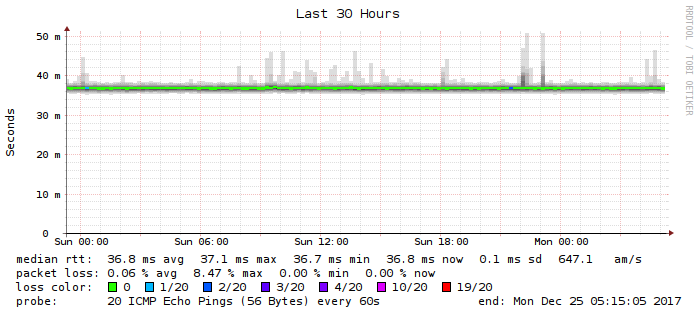 Last 30 Hours
RRDTOOL / TOBI OETIKER
Seconds
50 m
40 m
30 m
20 m
10 m
0
Sun 00:00 Sun 06:00 Sun 12:00 Sun 18:00 Mon 00:00
median rtt: 36.8 ms avg 37.1 ms max 36.7 ms min 36.8 ms now 0.1 ms sd 647.1 am/s
packet loss: 0.06 % avg 8.47 % max 0.00 % min 0.00 % now
loss color: 0 1/20 2/20 3/20 4/20 10/20 19/20
probe: 20 ICMP Echo Pings (56 Bytes) every 60s end: Mon Dec 25 05:15:05 2017